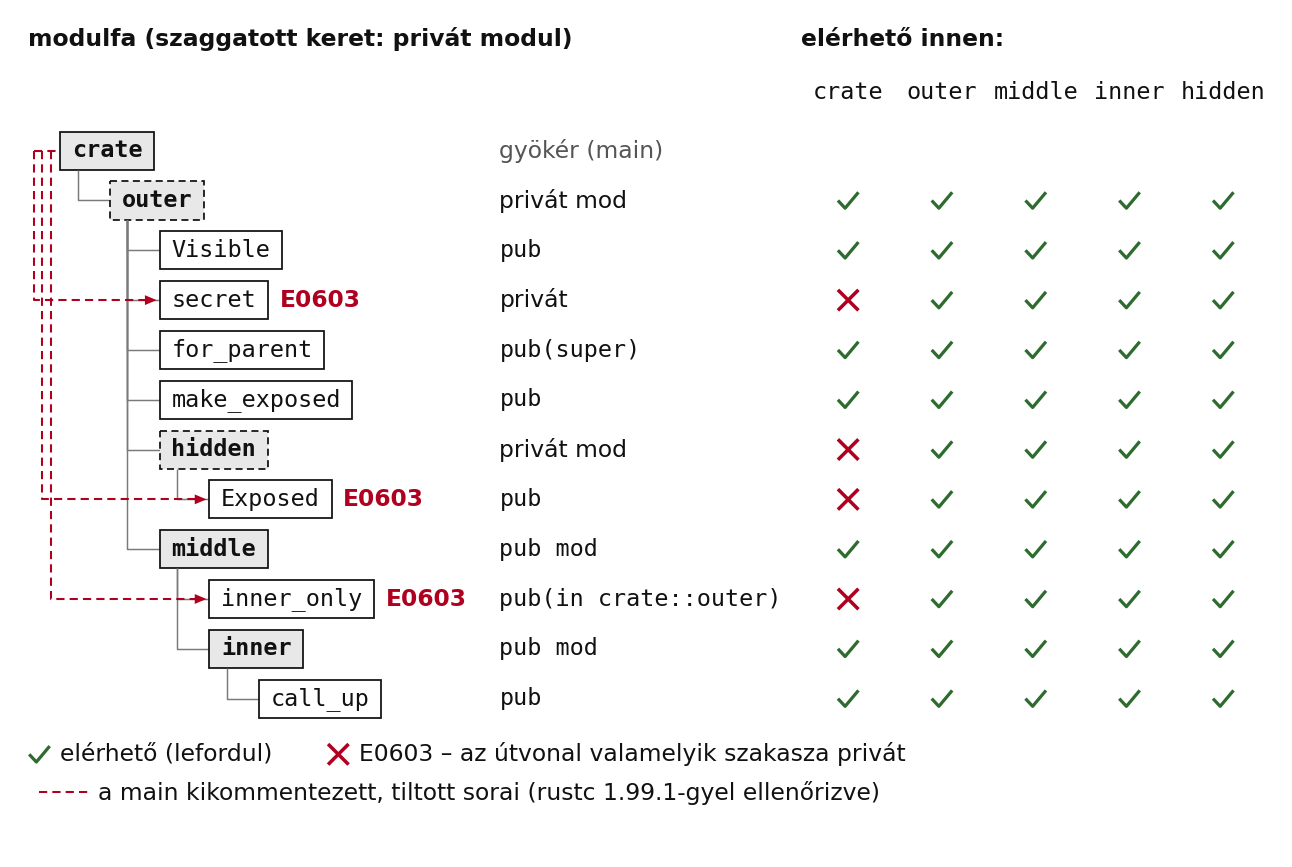 modulfa (szaggatott keret: privát modul) elérhető innen:
crate outer middle inner hidden
crate gyökér (main)
outer privát mod
Visible pub
secret E0603 privát
for_parent pub(super)
make_exposed pub
hidden privát mod
Exposed E0603 pub
middle pub mod
inner_only E0603 pub(in crate::outer)
inner pub mod
call_up pub
elérhető (lefordul) E0603 – az útvonal valamelyik szakasza privát
a main kikommentezett, tiltott sorai (rustc 1.99.1-gyel ellenőrizve)